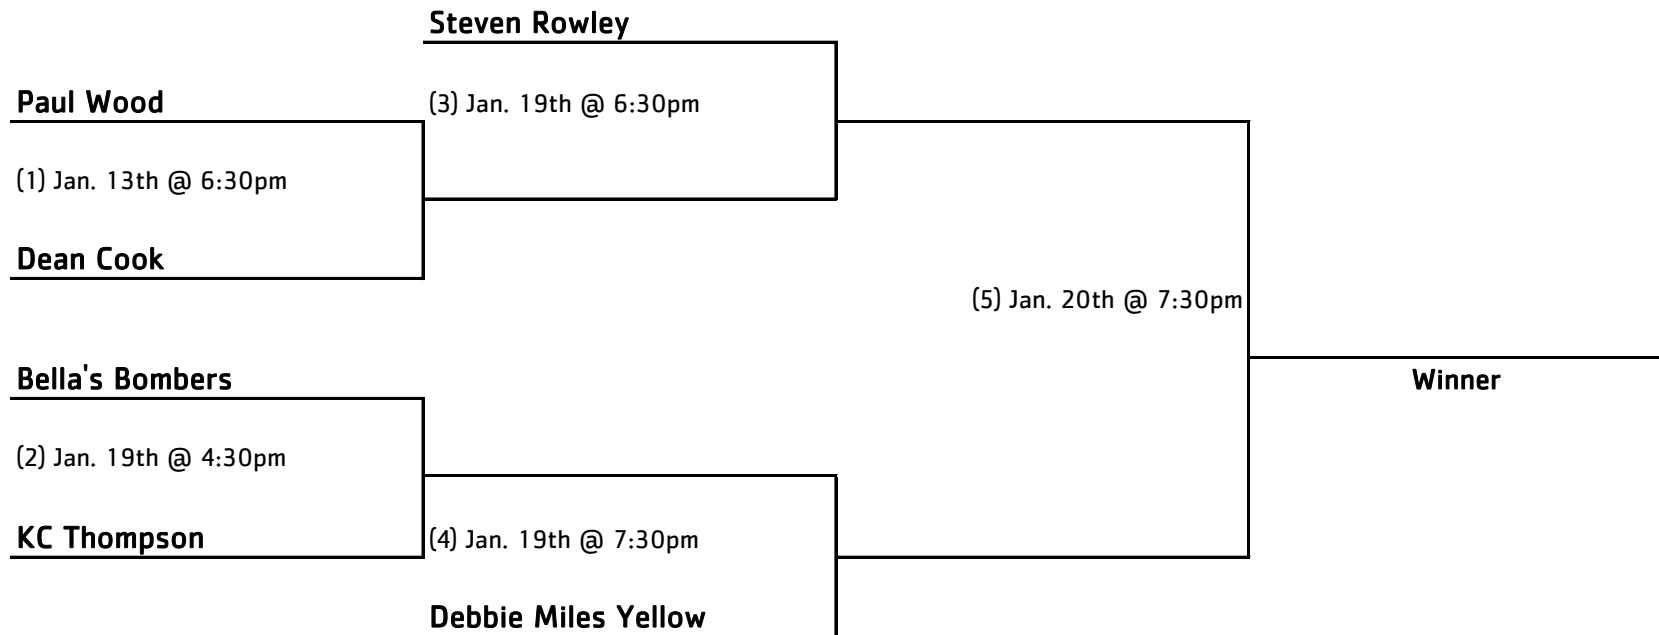 Steven Rowley
Paul Wood
(3) Jan. 19th @ 6:30pm
(1) Jan. 13th @ 6:30pm
Dean Cook
(5) Jan. 20th @ 7:30pm
Bella's Bombers
Winner
(2) Jan. 19th @ 4:30pm
KC Thompson
(4) Jan. 19th @ 7:30pm
Debbie Miles Yellow